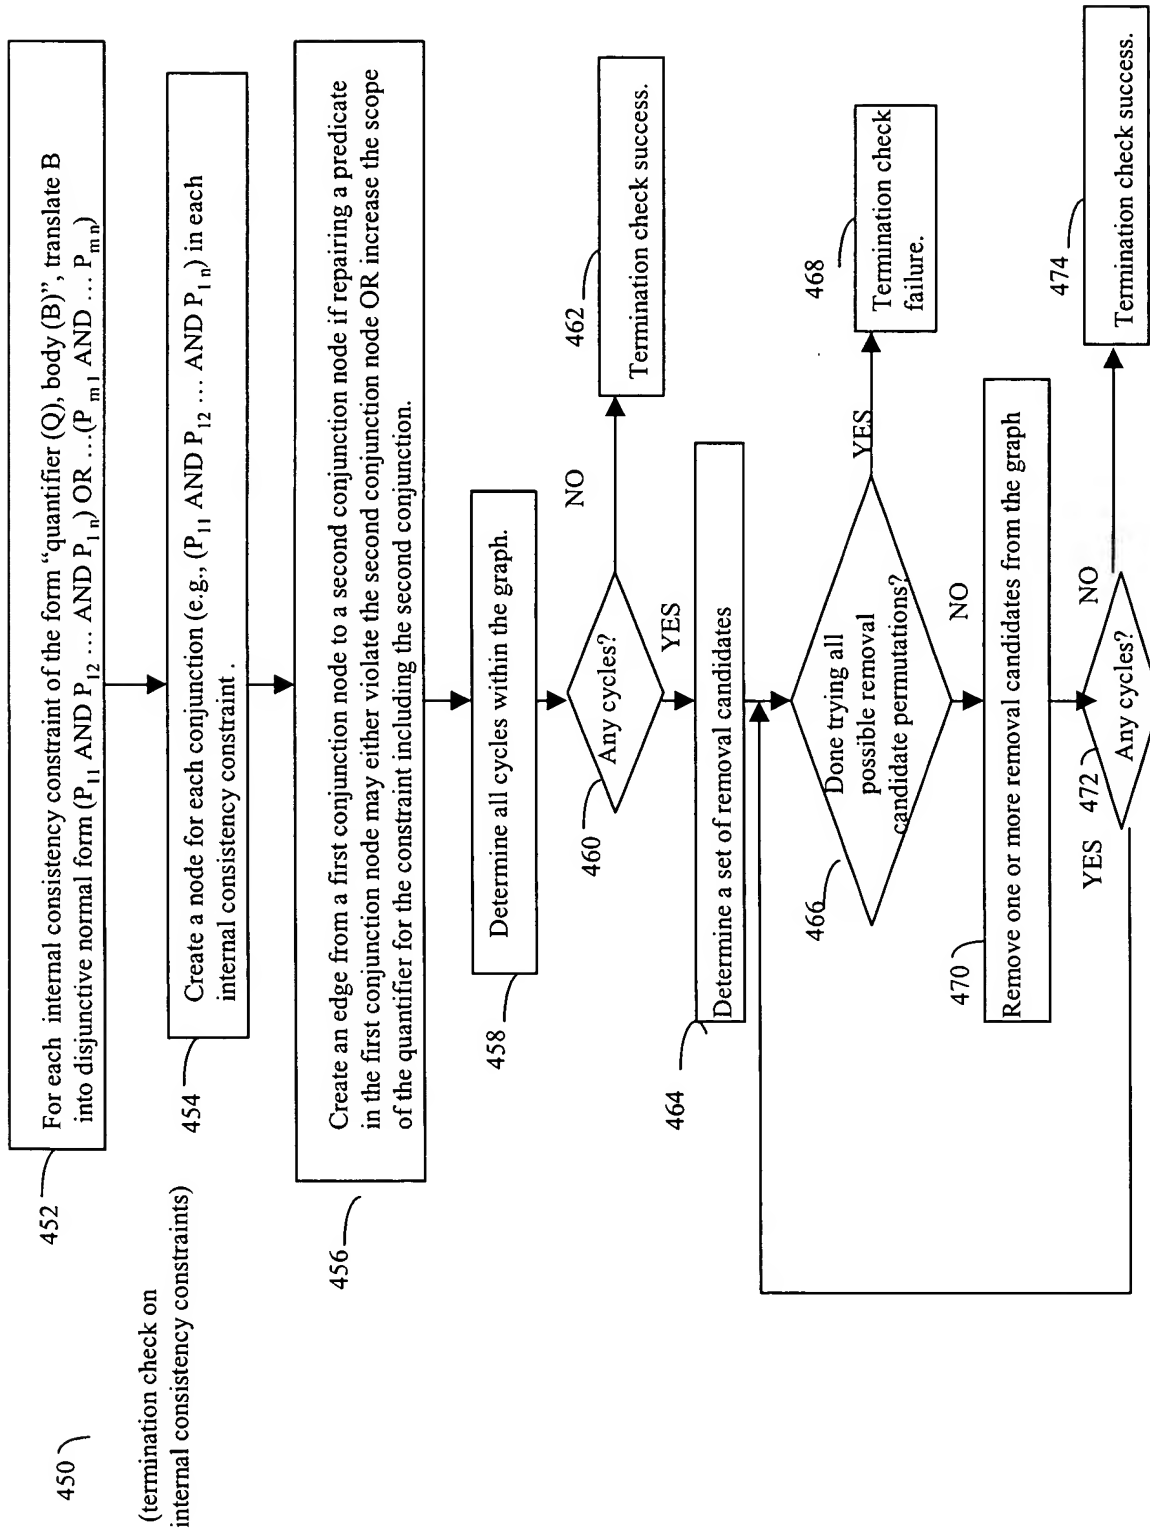 450
(termination check on
internal consistency constraints)
452
For each internal consistency constraint of the form “quantifier (Q), body (B)”, translate B
into disjunctive normal form (P11 AND P12 ... AND P1n) OR ...(Pm1 AND ... Pmn)
454
Create a node for each conjunction (e.g., (P11 AND P12 ... AND P1n) in each
internal consistency constraint .
456
Create an edge from a first conjunction node to a second conjunction node if repairing a predicate
in the first conjunction node may either violate the second conjunction node OR increase the scope
of the quantifier for the constraint including the second conjunction.
458
Determine all cycles within the graph.
460
Any cycles?
NO
462
Termination check success.
YES
464
Determine a set of removal candidates
466
Done trying all
possible removal
candidate permutations?
YES
468
Termination check
failure.
NO
470
Remove one or more removal candidates from the graph
472
Any cycles?
YES
NO
474
Termination check success.